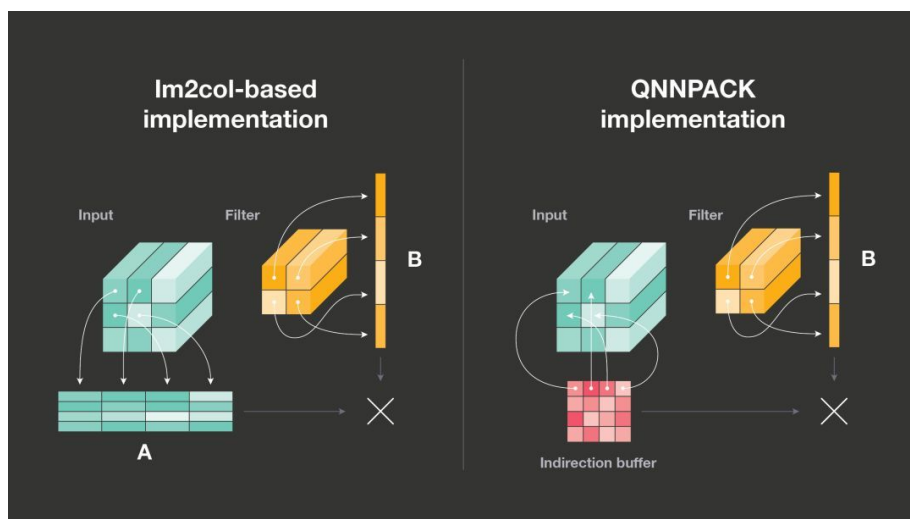 Im2col-based
implementation
Input
Filter
B
A
QNNPACK
implementation
Input
Filter
B
Indirection buffer